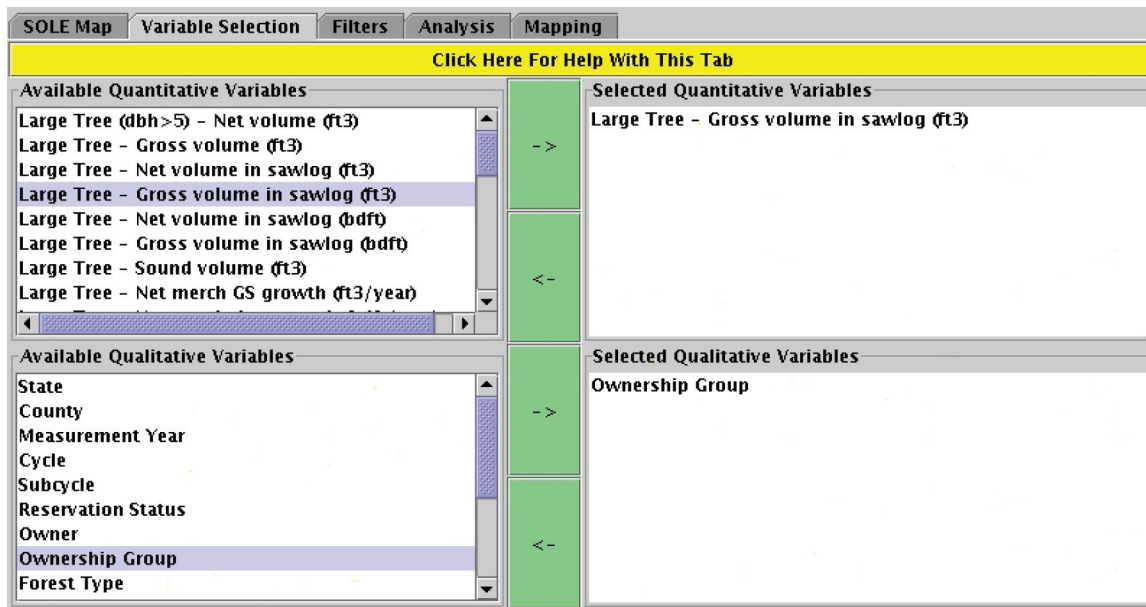 SOLE Map Variable Selection Filters Analysis Mapping
Click Here For Help With This Tab
Available Quantitative Variables
Large Tree (dbh>5) - Net volume (ft3)
Large Tree - Gross volume (ft3)
Large Tree - Net volume in sawlog (ft3)
Large Tree - Gross volume in sawlog (ft3)
Large Tree - Net volume in sawlog (bdft)
Large Tree - Gross volume in sawlog (bdft)
Large Tree - Sound volume (ft3)
Large Tree - Net merch GS growth (ft3/year)
->
<-
Selected Quantitative Variables
Large Tree - Gross volume in sawlog (ft3)
Available Qualitative Variables
State
County
Measurement Year
Cycle
Subcycle
Reservation Status
Owner
Ownership Group
Forest Type
->
<-
Selected Qualitative Variables
Ownership Group